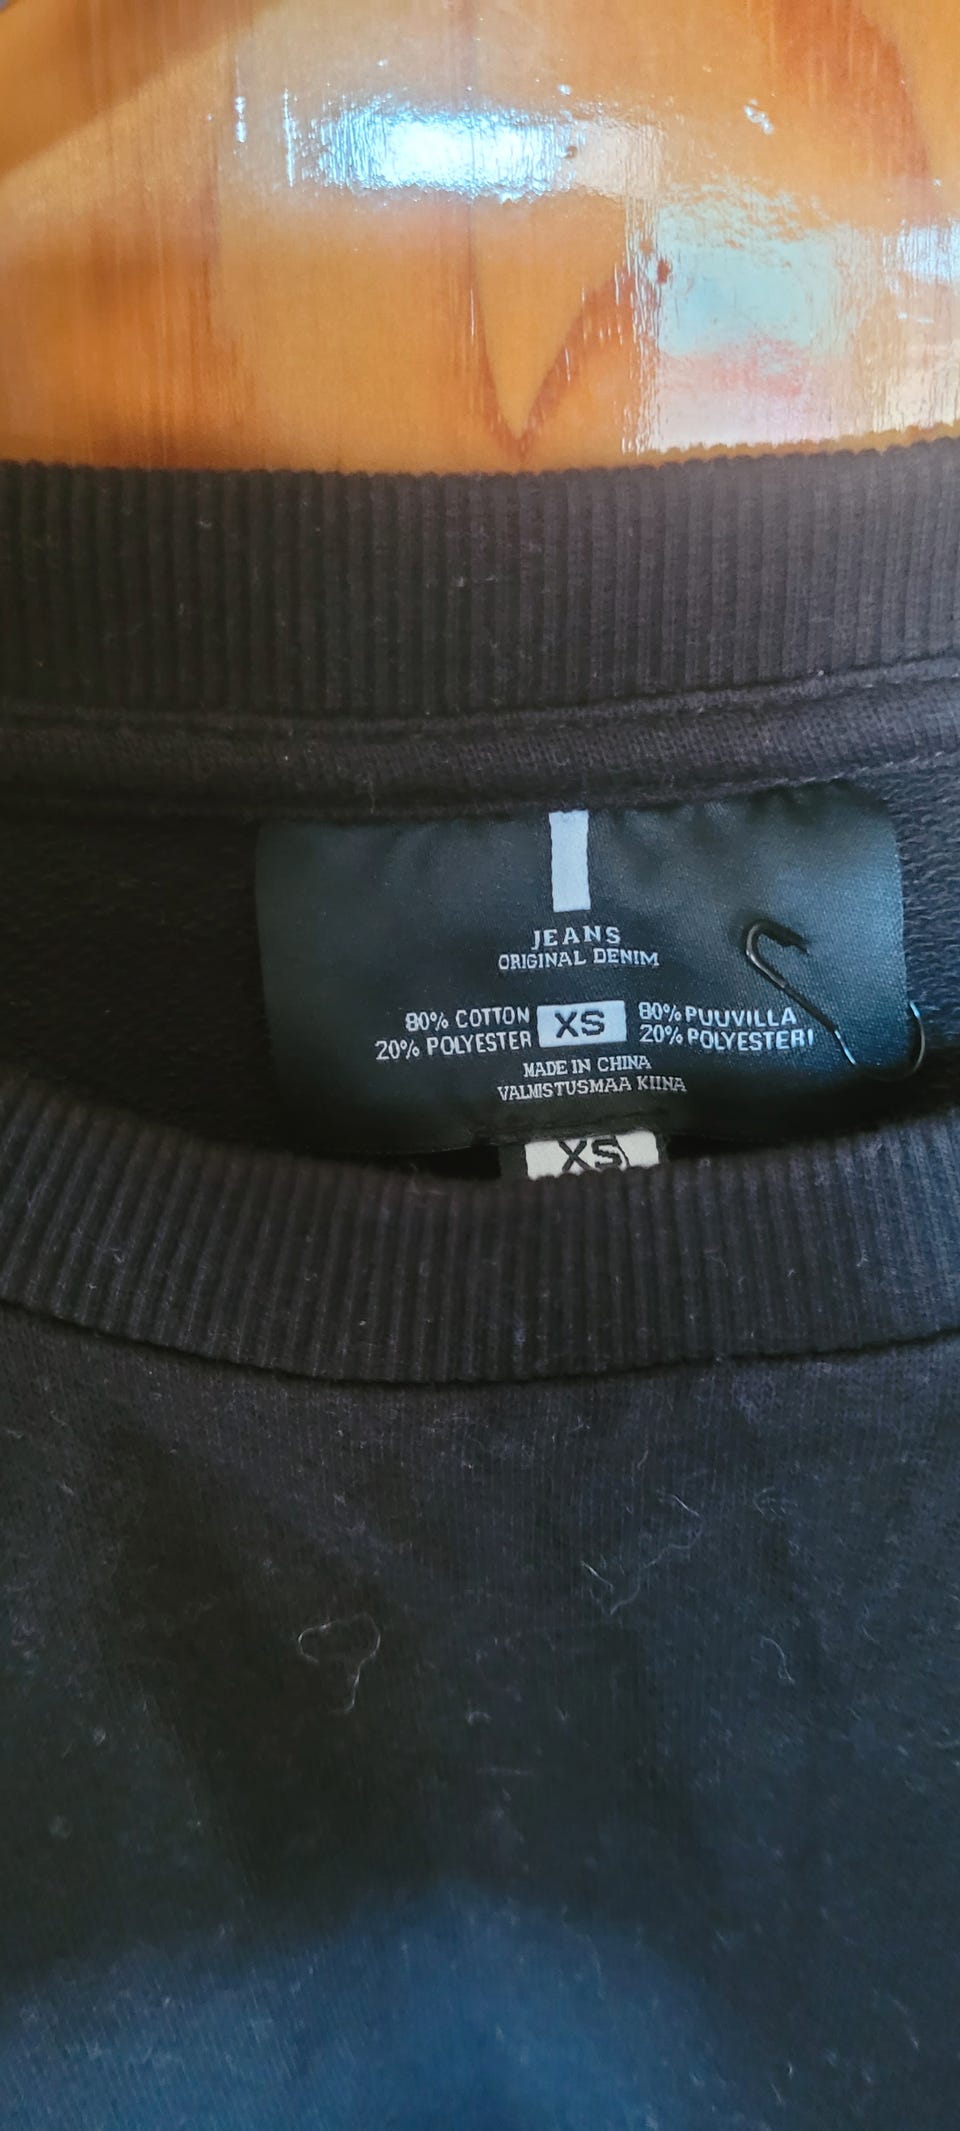 JEANS
ORIGINAL DENIM
80% COTTON XS 80% PUUVILLA
20% POLYESTER 20% POLYESTERI
MADE IN CHINA
VALMISTUSMAA KIINA
XS